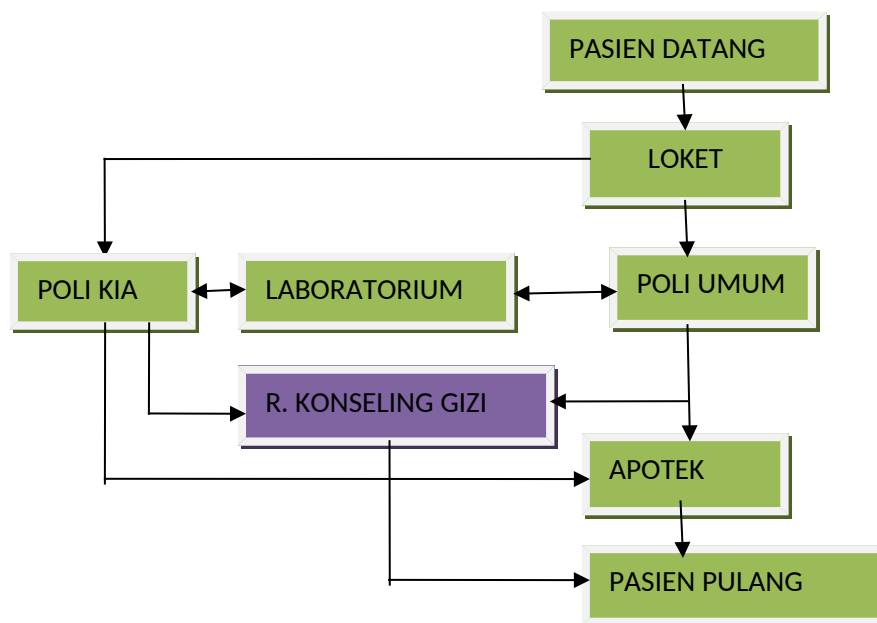 PASIEN DATANG
LOKET
POLI KIA
LABORATORIUM
POLI UMUM
R. KONSELING GIZI
APOTEK
PASIEN PULANG